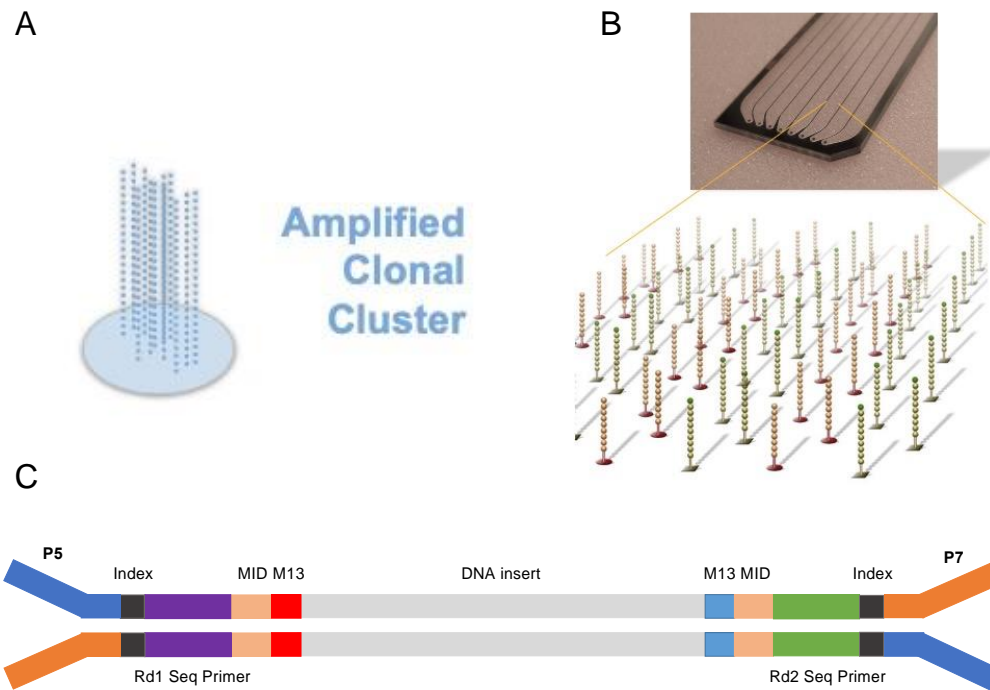 A
B
Amplified
Clonal
Cluster
C
P5
P7
Index
MID M13
DNA insert
M13 MID
Index
Rd1 Seq Primer
Rd2 Seq Primer